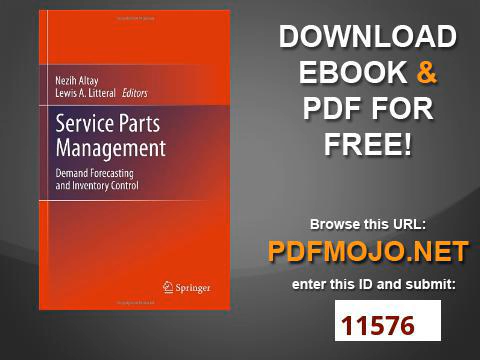 Nezih Altay
Lewis A. Litteral Editors
Service Parts
Management
Demand Forecasting
and Inventory Control
Springer
DOWNLOAD
EBOOK &
PDF FOR
FREE!
Browse this URL:
PDFMOJO.NET
enter this ID and submit:
11576